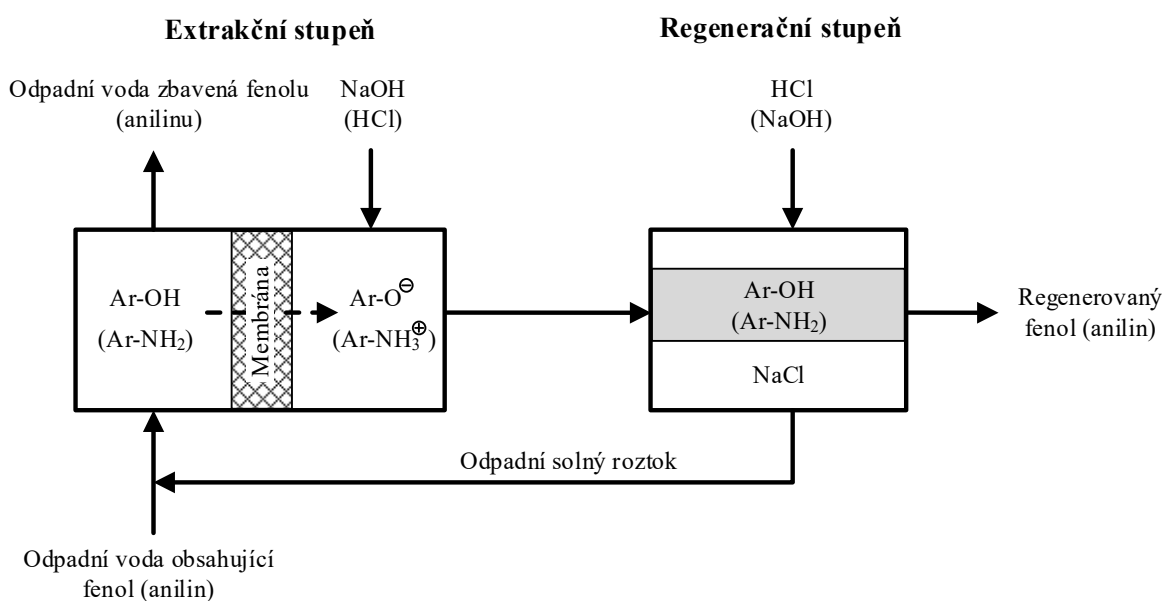 Extrakční stupeň
Regenerační stupeň
Odpadní voda zbavená fenolu
(anilinu)
NaOH
(HCl)
HCl
(NaOH)
Ar-OH
(Ar-NH₂)
Membrána
Ar-O⊖
(Ar-NH₃⊕)
Ar-OH
(Ar-NH₂)
NaCl
Regenerovaný
fenol (anilin)
Odpadní solný roztok
Odpadní voda obsahující
fenol (anilin)